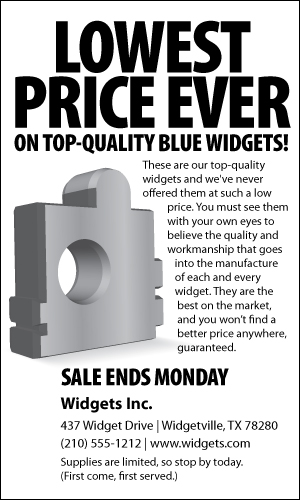 LOWEST
PRICE EVER
ON TOP-QUALITY BLUE WIDGETS!
These are our top-quality
widgets and we've never
offered them at such a low
price. You must see them
with your own eyes to
believe the quality and
workmanship that goes
into the manufacture
of each and every
widget. They are the
best on the market,
and you won't find a
better price anywhere,
guaranteed.
SALE ENDS MONDAY
Widgets Inc.
437 Widget Drive | Widgetville, TX 78280
(210) 555-1212 | www.widgets.com
Supplies are limited, so stop by today.
(First come, first served.)